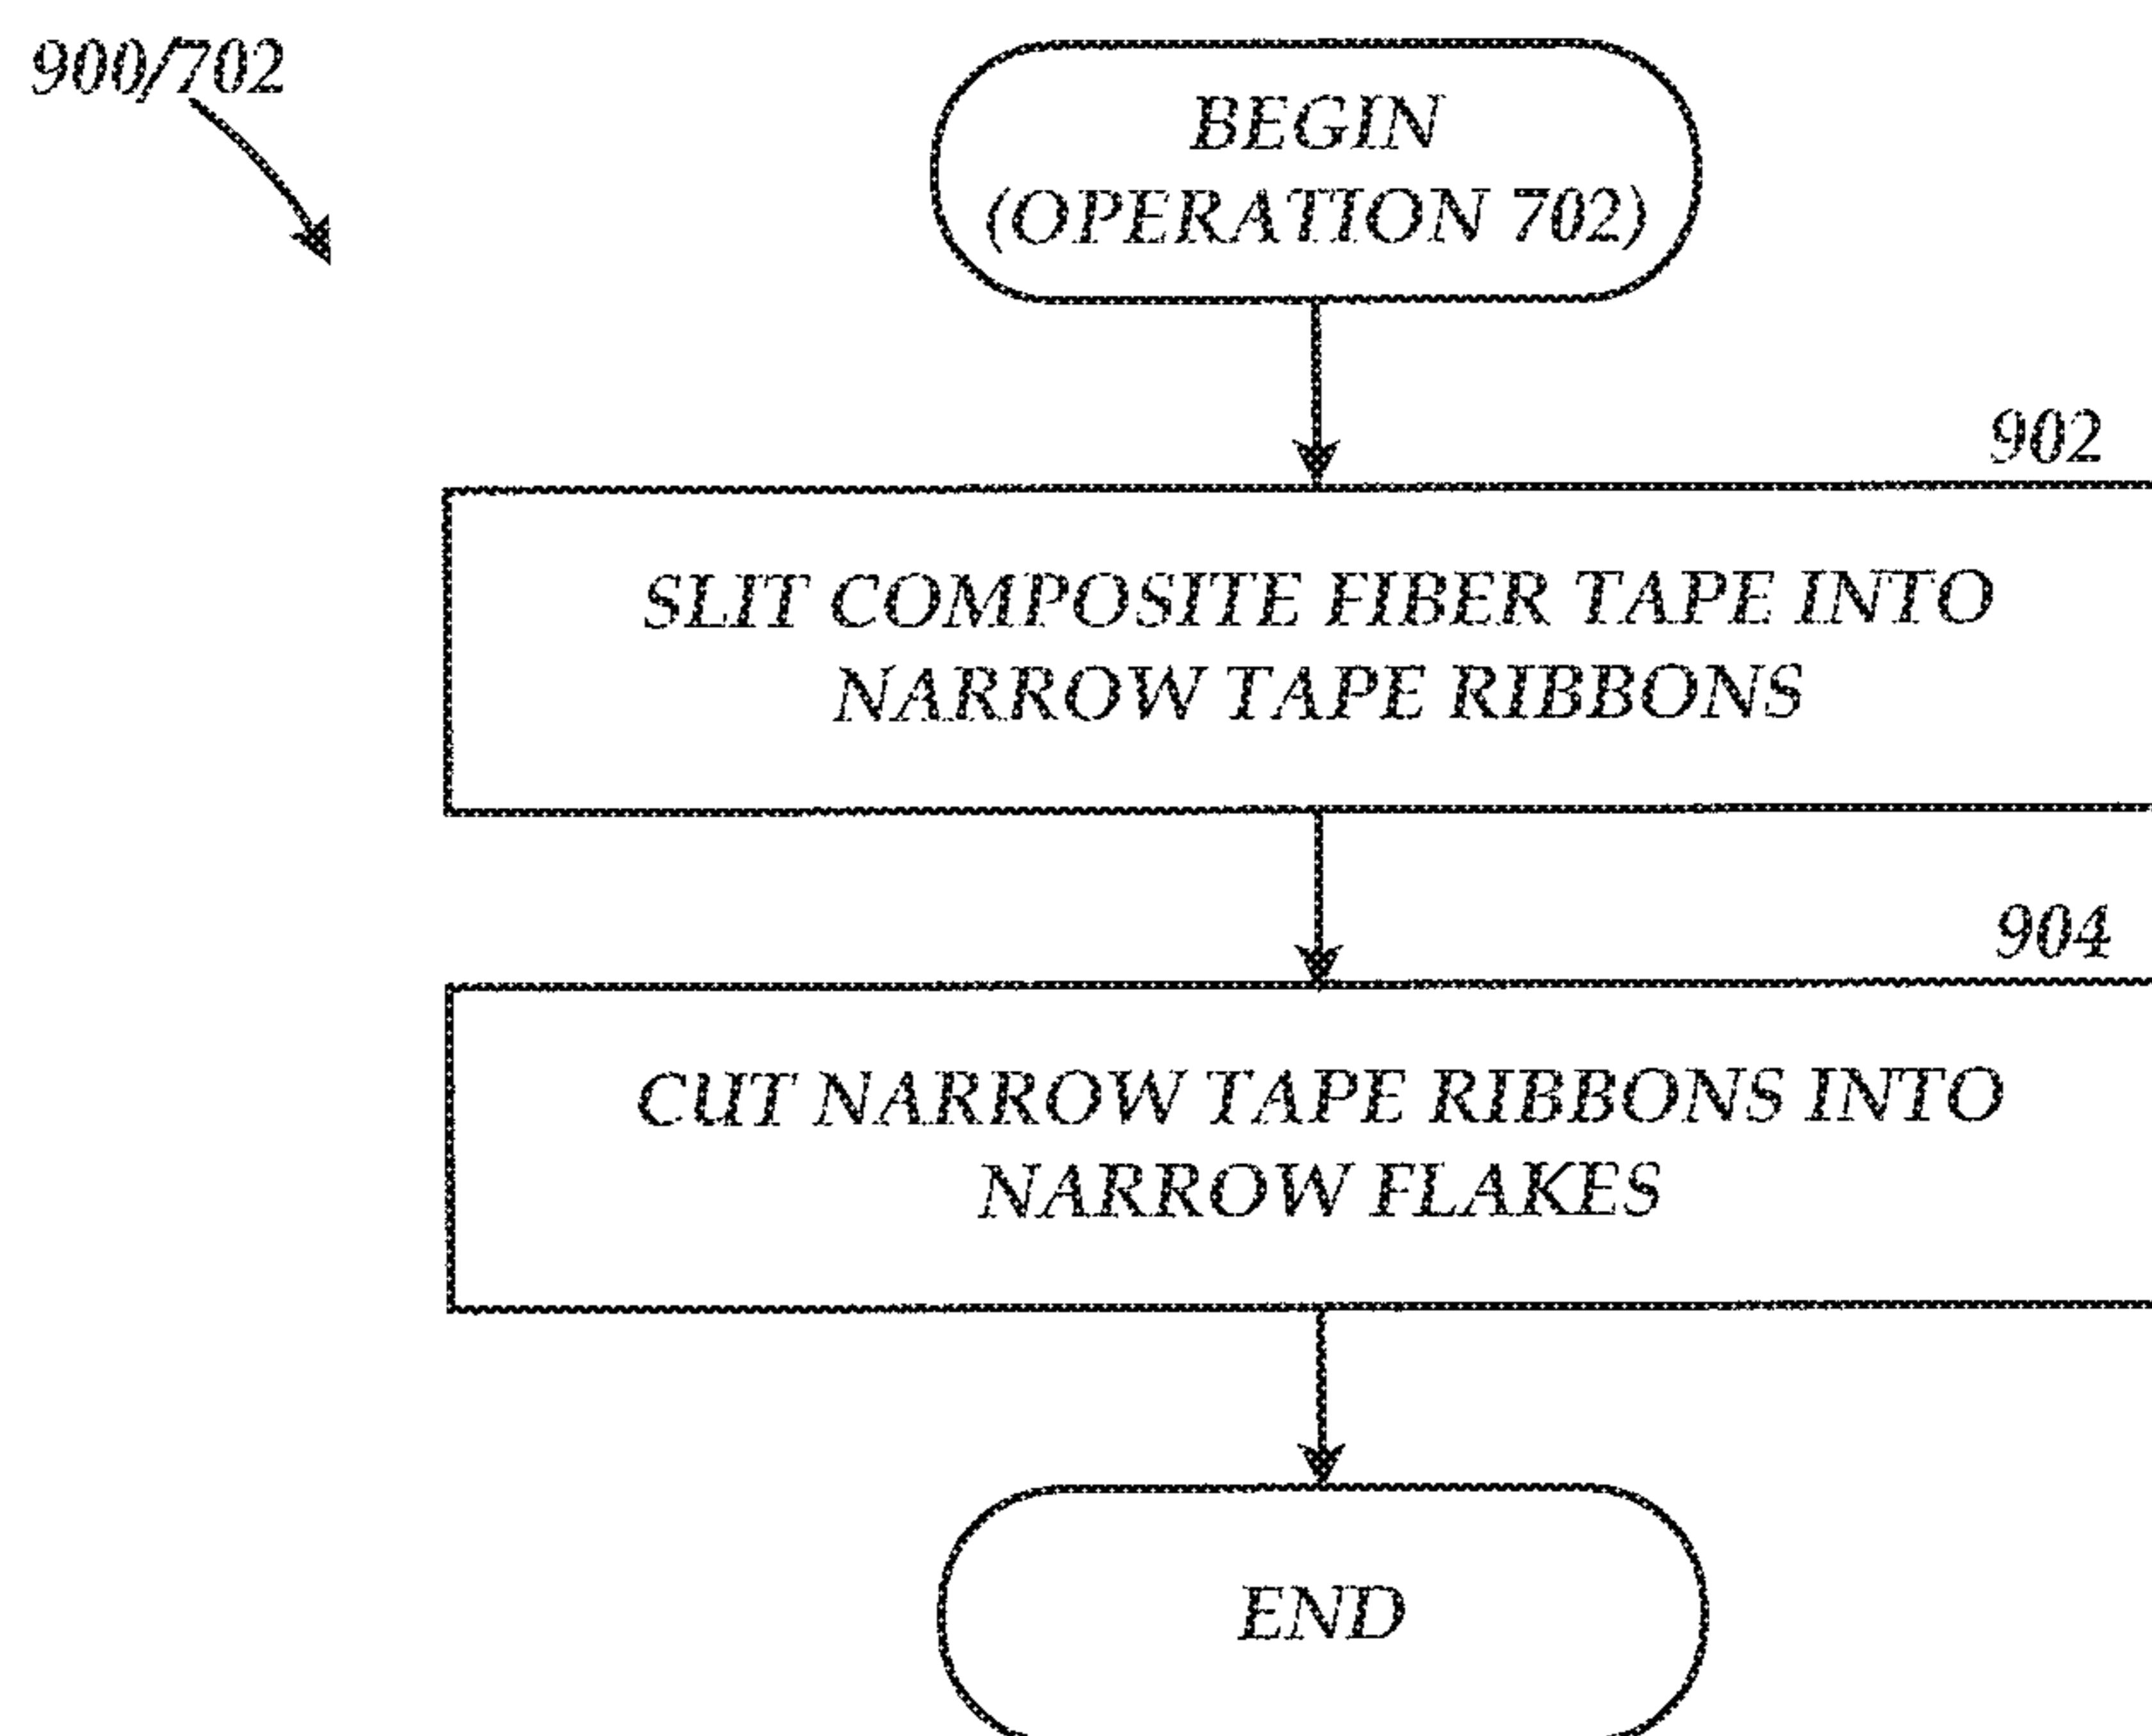 900/702
BEGIN
(OPERATION 702)
902
SLIT COMPOSITE FIBER TAPE INTO
NARROW TAPE RIBBONS
904
CUT NARROW TAPE RIBBONS INTO
NARROW FLAKES
END